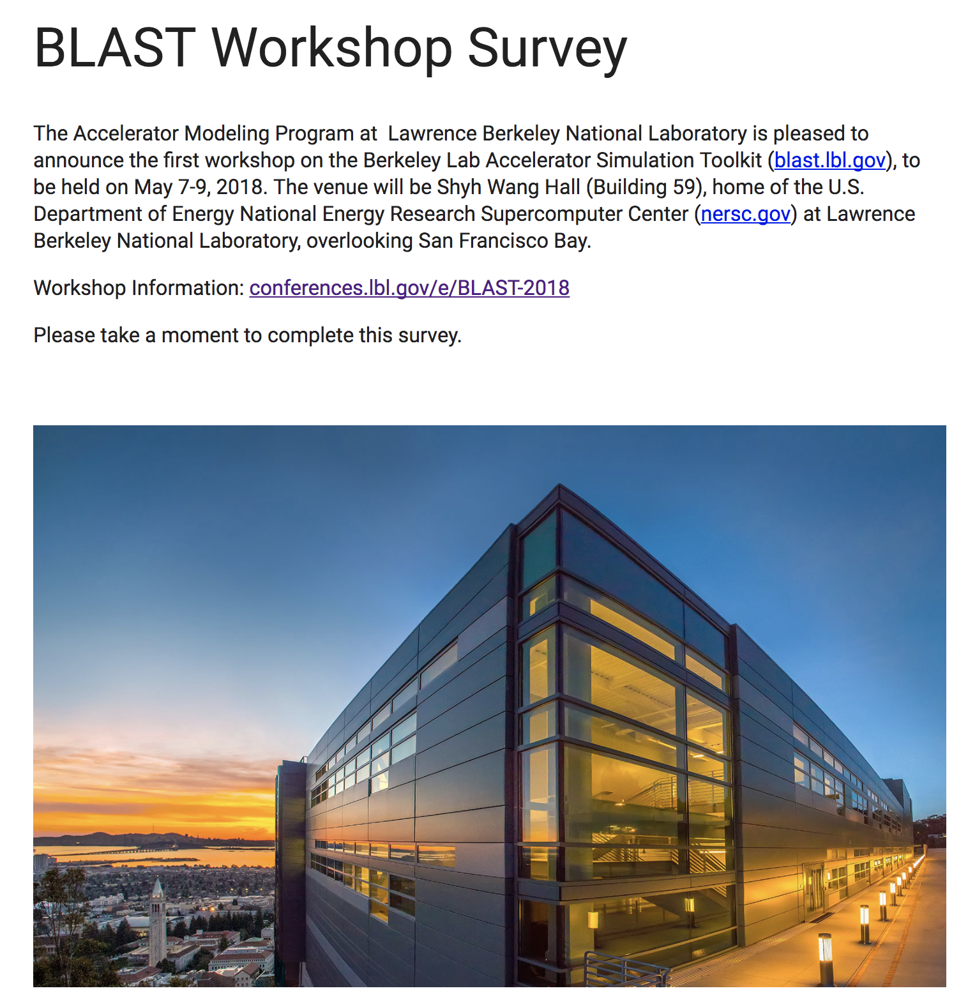 BLAST Workshop Survey
The Accelerator Modeling Program at  Lawrence Berkeley National Laboratory is pleased to
announce the first workshop on the Berkeley Lab Accelerator Simulation Toolkit (blast.lbl.gov), to
be held on May 7-9, 2018. The venue will be Shyh Wang Hall (Building 59), home of the U.S.
Department of Energy National Energy Research Supercomputer Center (nersc.gov) at Lawrence
Berkeley National Laboratory, overlooking San Francisco Bay.
Workshop Information: conferences.lbl.gov/e/BLAST-2018
Please take a moment to complete this survey.